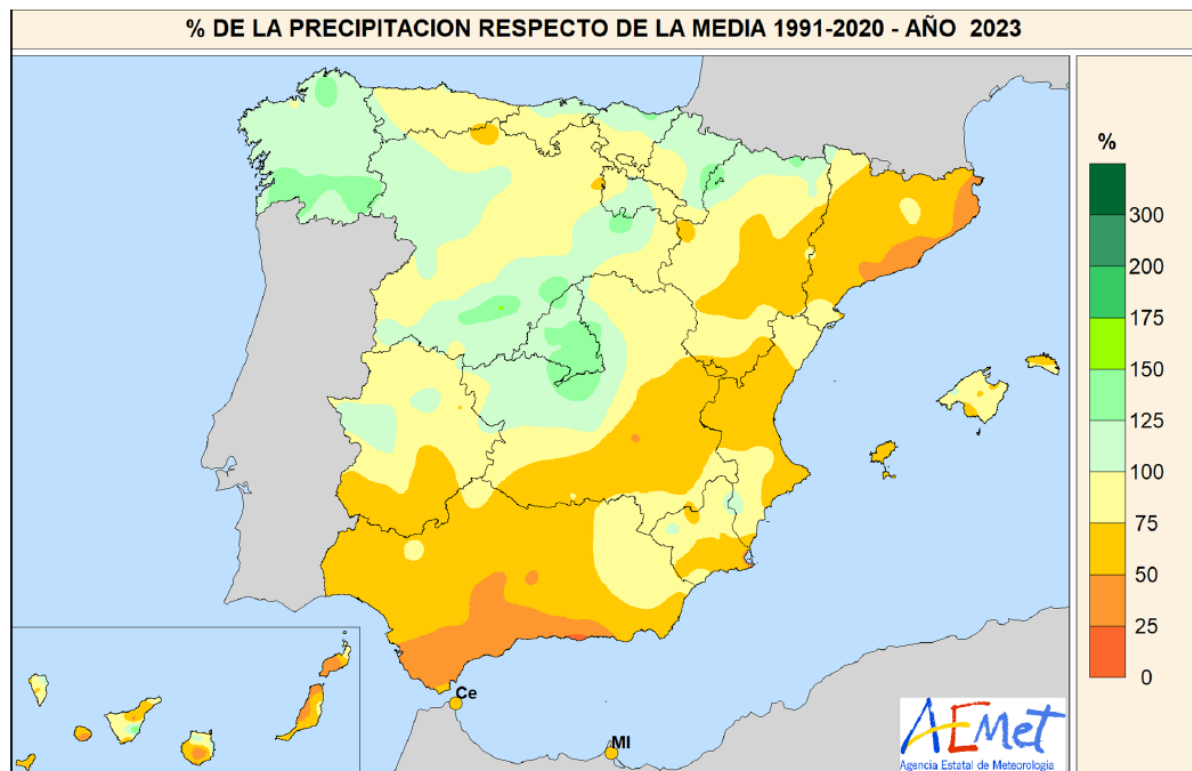 % DE LA PRECIPITACION RESPECTO DE LA MEDIA 1991-2020 - AÑO 2023
%
300
200
175
150
125
100
75
50
25
0
Ce
Ml
AEMet
Agencia Estatal de Meteorología